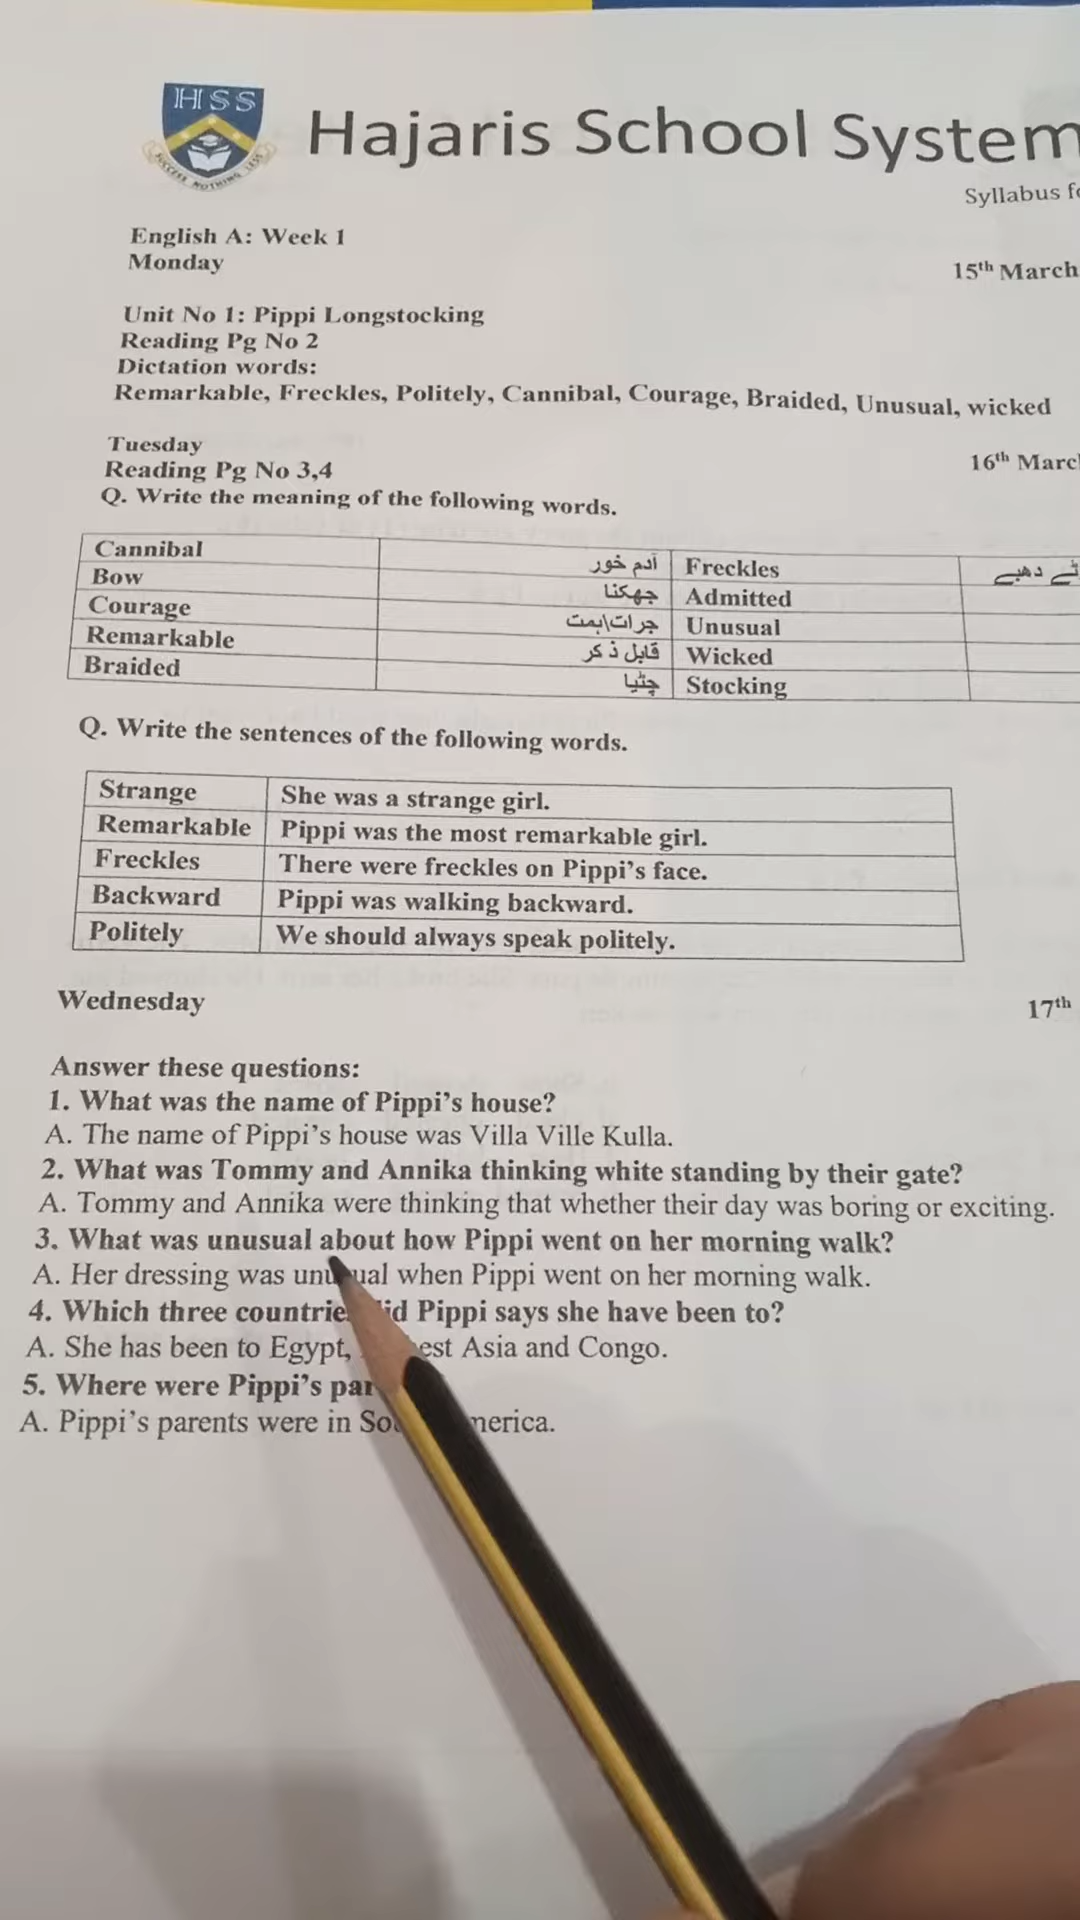 HSS
SUCCESS NOTHING LESS
Hajaris School System
Syllabus
English A: Week 1
Monday
15th March
Unit No 1: Pippi Longstocking
Reading Pg No 2
Dictation words:
Remarkable, Freckles, Politely, Cannibal, Courage, Braided, Unusual, wicked
Tuesday
16th
Reading Pg No 3,4
Q. Write the meaning of the following words.
Cannibal آدم خور Freckles دھبے
Bow جھکنا Admitted
Courage جرات\ہمت Unusual
Remarkable قابل ذکر Wicked
Braided چٹیا Stocking
Q. Write the sentences of the following words.
Strange She was a strange girl.
Remarkable Pippi was the most remarkable girl.
Freckles There were freckles on Pippi's face.
Backward Pippi was walking backward.
Politely We should always speak politely.
Wednesday
17th
Answer these questions:
1. What was the name of Pippi's house?
A. The name of Pippi's house was Villa Ville Kulla.
2. What was Tommy and Annika thinking white standing by their gate?
A. Tommy and Annika were thinking that whether their day was boring or exciting.
3. What was unusual about how Pippi went on her morning walk?
A. Her dressing was unusual when Pippi went on her morning walk.
4. Which three countries did Pippi says she have been to?
A. She has been to Egypt, Asia and Congo.
5. Where were Pippi's
A. Pippi's parents were in